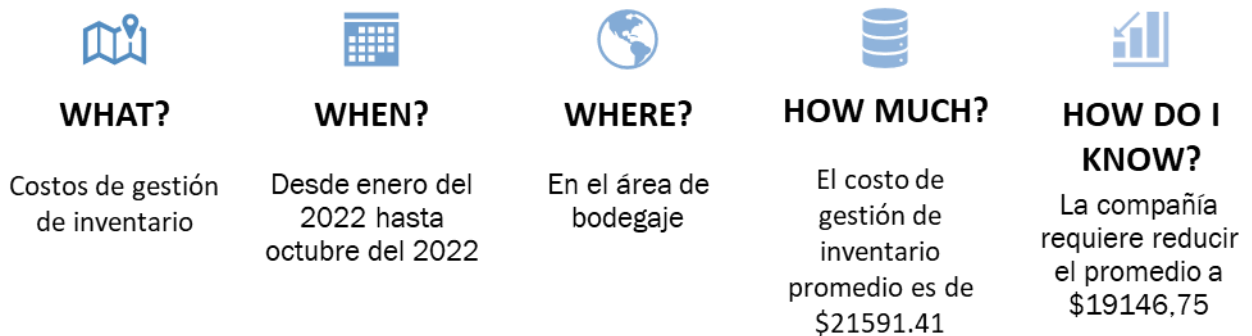 WHAT?
Costos de gestión
de inventario
WHEN?
Desde enero del
2022 hasta
octubre del 2022
WHERE?
En el área de
bodegaje
HOW MUCH?
El costo de
gestión de
inventario
promedio es de
$21591.41
HOW DO I
KNOW?
La compañía
requiere reducir
el promedio a
$19146,75